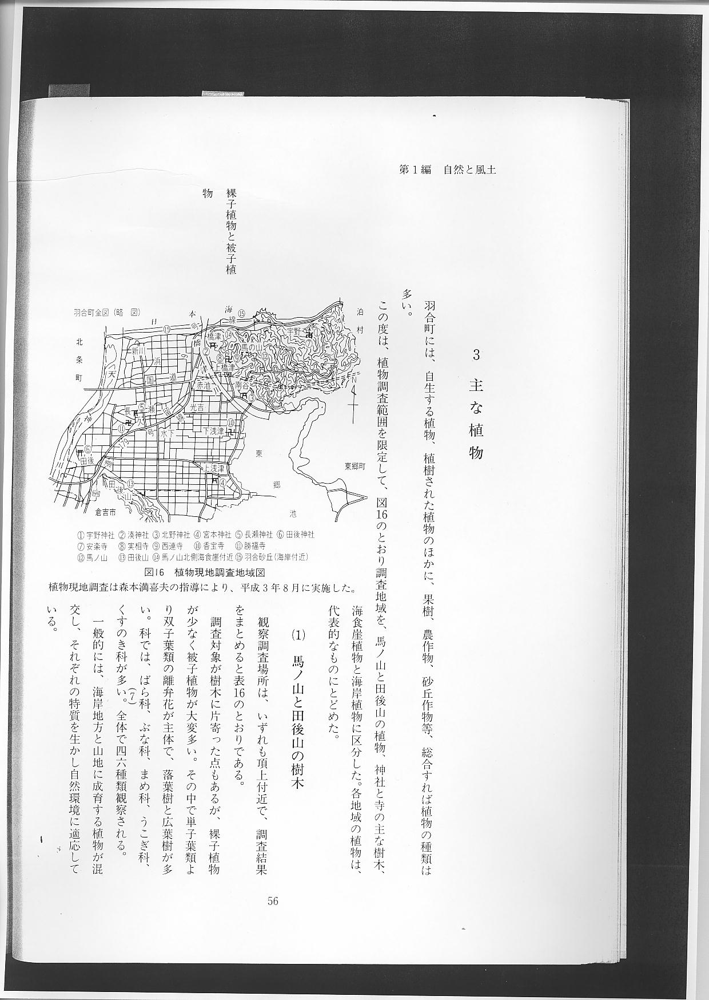 第1編 自然と風土
3 主な植物
羽合町には、自生する植物、植樹された植物のほかに、果樹、農作物、砂丘作物等、総合すれば植物の種類は
多い。
この度は、植物調査範囲を限定して、図16のとおり調査地域を、馬ノ山と田後山の植物、神社と寺の主な樹木、
海食崖植物と海岸植物に区分した。各地域の植物は、
代表的なものにとどめた。
(1) 馬ノ山と田後山の樹木
裸子植物と被子植
物
観察調査場所は、いずれも頂上付近で、調査結果
をまとめると表16のとおりである。
調査対象が樹木に片寄った点もあるが、裸子植物
が少なく被子植物が大変多い。その中で単子葉類よ
り双子葉類の離弁花が主体で、落葉樹と広葉樹が多
い。科では、ばら科、ぶな科、まめ科、うこぎ科、
くすのき科が多い。(7)全体で四六種類観察される。
一般的には、海岸地方と山地に成育する植物が混
交し、それぞれの特質を生かし自然環境に適応して
いる。
羽合町全図(略 図)
日本海
泊村
北条町
天神川
新川
浜
国道
橋津
馬の山
宇野
上橋津
赤池
南谷
長瀬
光吉
水下
下浅津
久留
179号線
田後
上浅津
田後山
倉吉市
東郷池
東郷町
N
① ② ③ ④ ⑤ ⑥ ⑦ ⑧ ⑨ ⑩ ⑪ ⑫ ⑬ ⑭ ⑮ ⑮
①宇野神社 ②湊神社 ③北野神社 ④宮本神社 ⑤長瀬神社 ⑥田後神社
⑦安楽寺 ⑧実相寺 ⑨西連寺 ⑩香宝寺 ⑪勝福寺
⑫馬ノ山 ⑬田後山 ⑭馬ノ山北側海食崖付近 ⑮羽合砂丘(海岸付近)
図16 植物現地調査地域図
植物現地調査は森本満喜夫の指導により、平成3年8月に実施した。
56